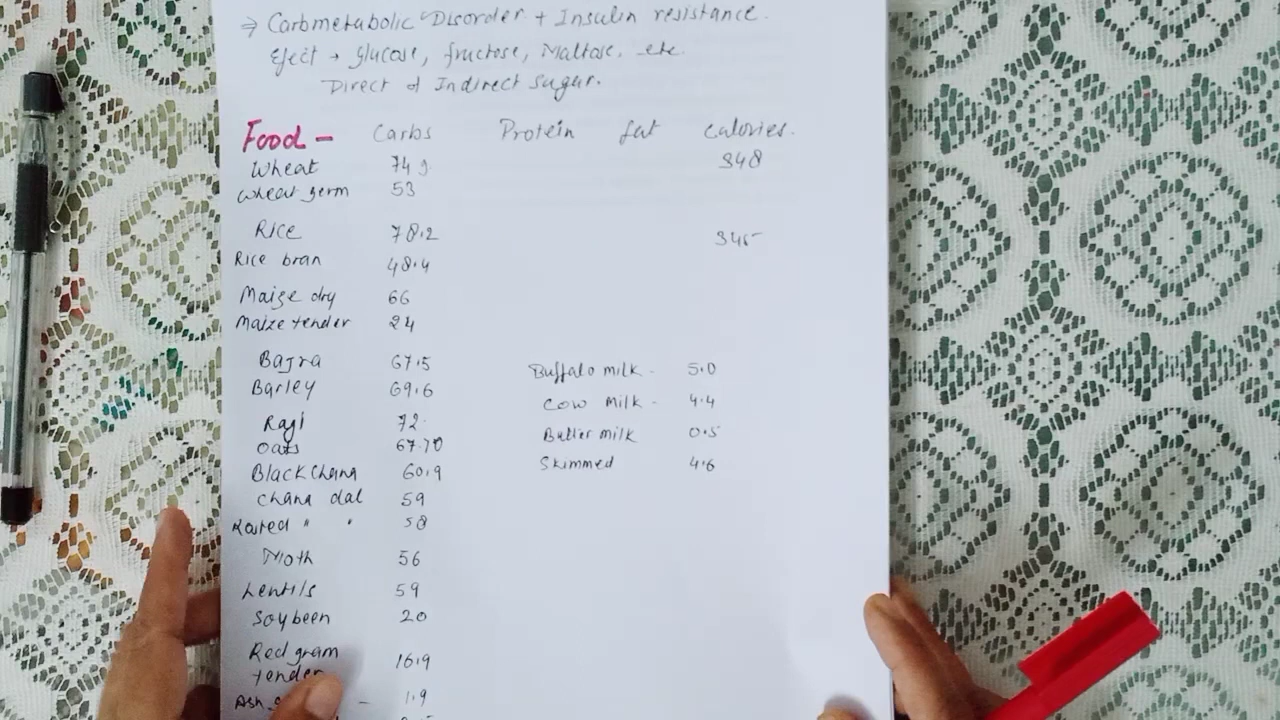 → Carbmetabolic Disorder + Insulin resistance.
Efect → glucose, fructose, Maltose, etc
Direct or Indirect sugar.
Food - Carbs Protein fat calories.
Wheat 74 g 348
Wheat germ 53
Rice 78.2 345
Rice bran 48.4
Maize dry 66
Maize tender 24
Bajra 67.5
Barley 69.6
Ragi 72.
Oats 67.70
Black Chana 60.9
Chana dal 59
Rosted " " 58
Moth 56
Lentils 59
Soybeen 20
Red gram
tender 16.9
Ash 1.9
Buffalo milk - 5.0
Cow milk - 4.4
Butter milk 0.5
Skimmed 4.6